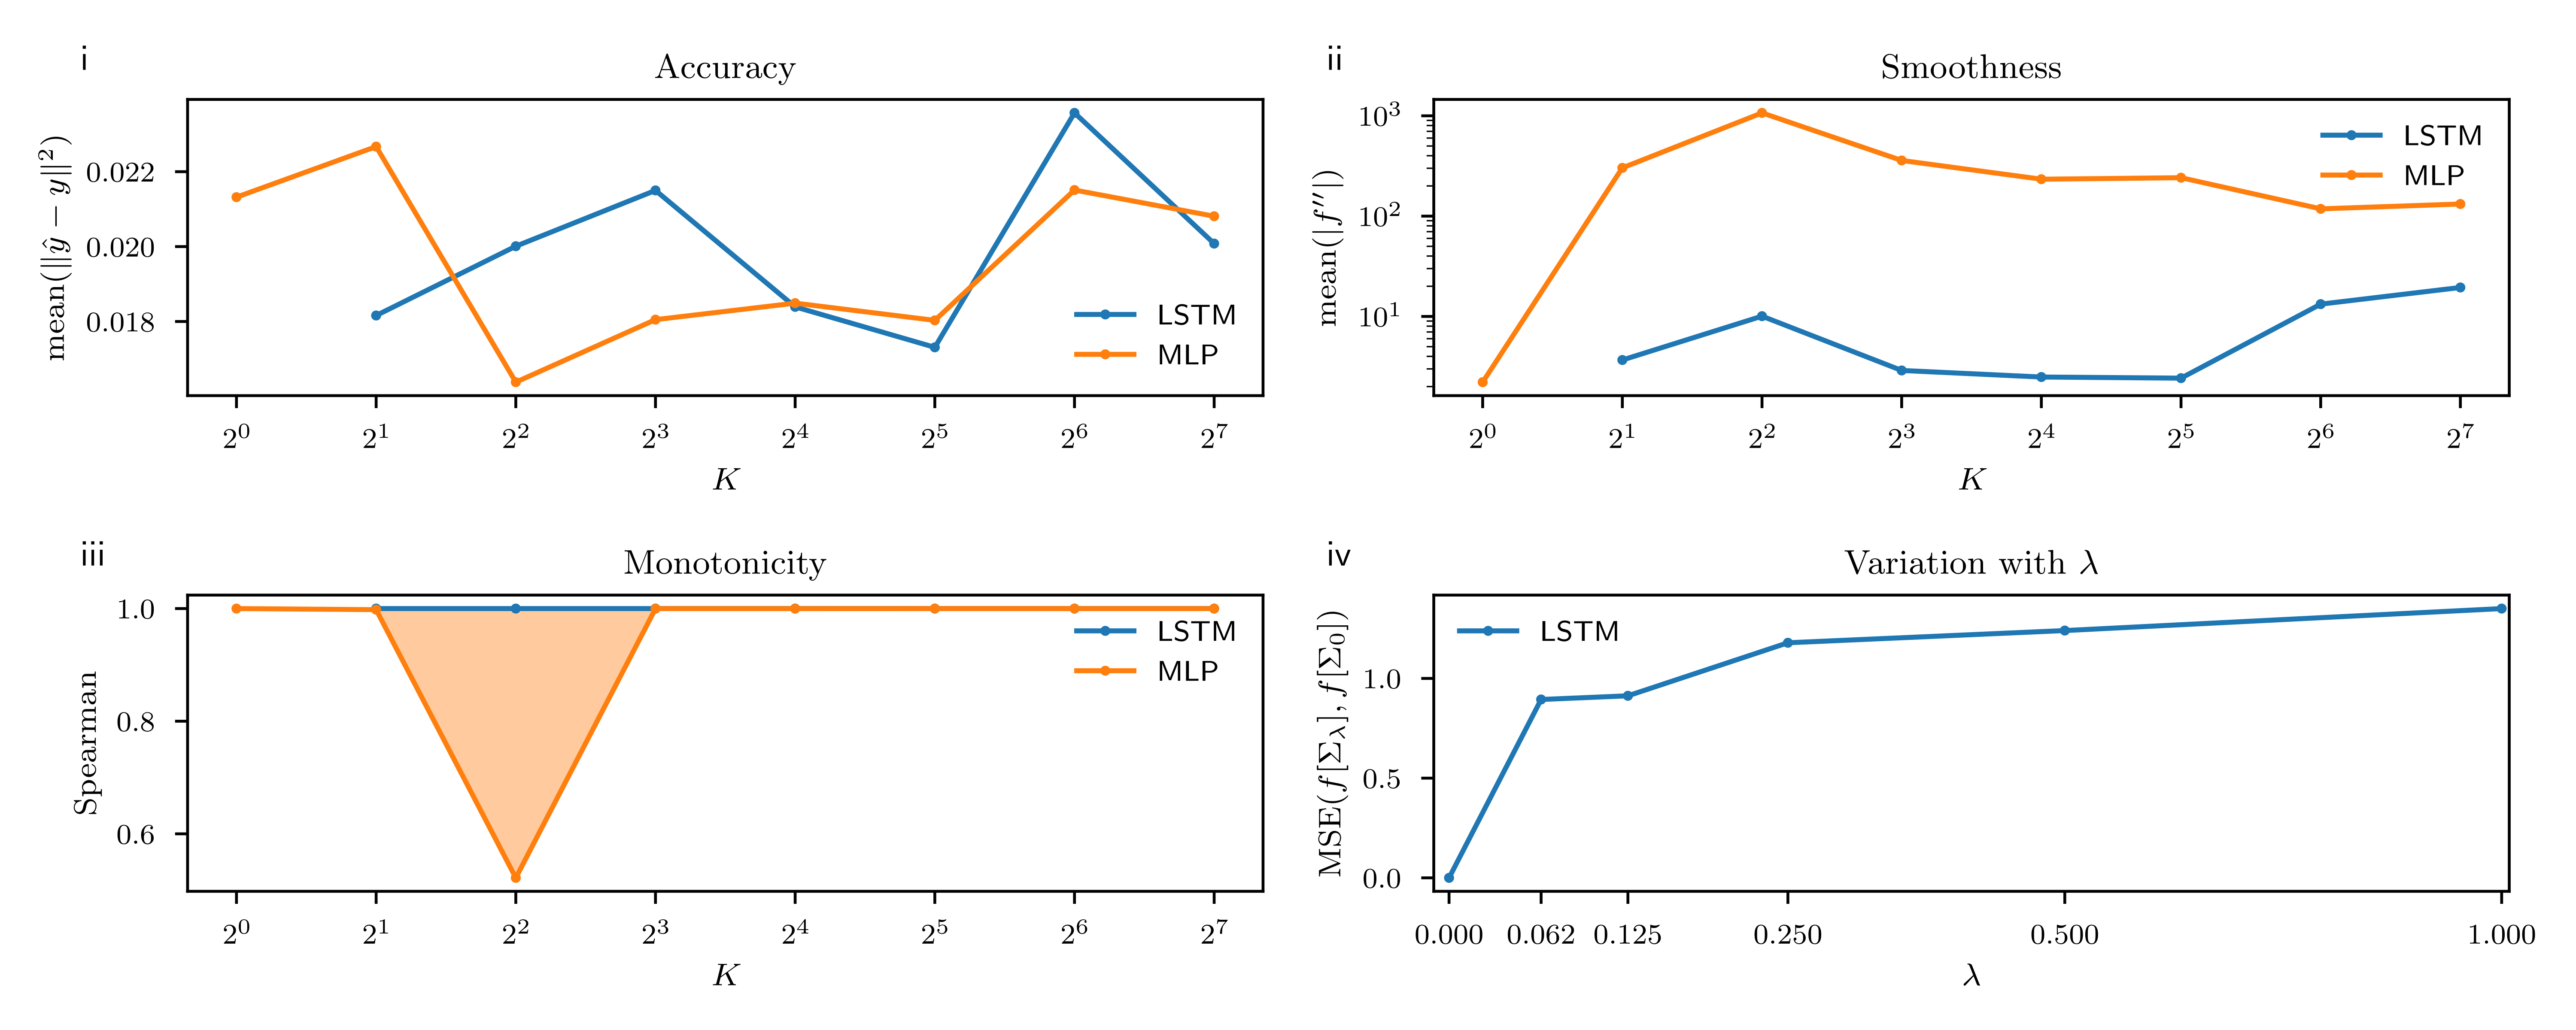 i
Accuracy
mean(||ŷ − y||²)
0.022
0.020
0.018
LSTM
MLP
2⁰ 2¹ 2² 2³ 2⁴ 2⁵ 2⁶ 2⁷
K
ii
Smoothness
mean(|f″|)
10³
10²
10¹
LSTM
MLP
2⁰ 2¹ 2² 2³ 2⁴ 2⁵ 2⁶ 2⁷
K
iii
Monotonicity
Spearman
1.0
0.8
0.6
LSTM
MLP
2⁰ 2¹ 2² 2³ 2⁴ 2⁵ 2⁶ 2⁷
K
iv
Variation with λ
MSE(f[Σ_λ], f[Σ₀])
1.0
0.5
0.0
LSTM
0.000 0.062 0.125 0.250 0.500 1.000
λ